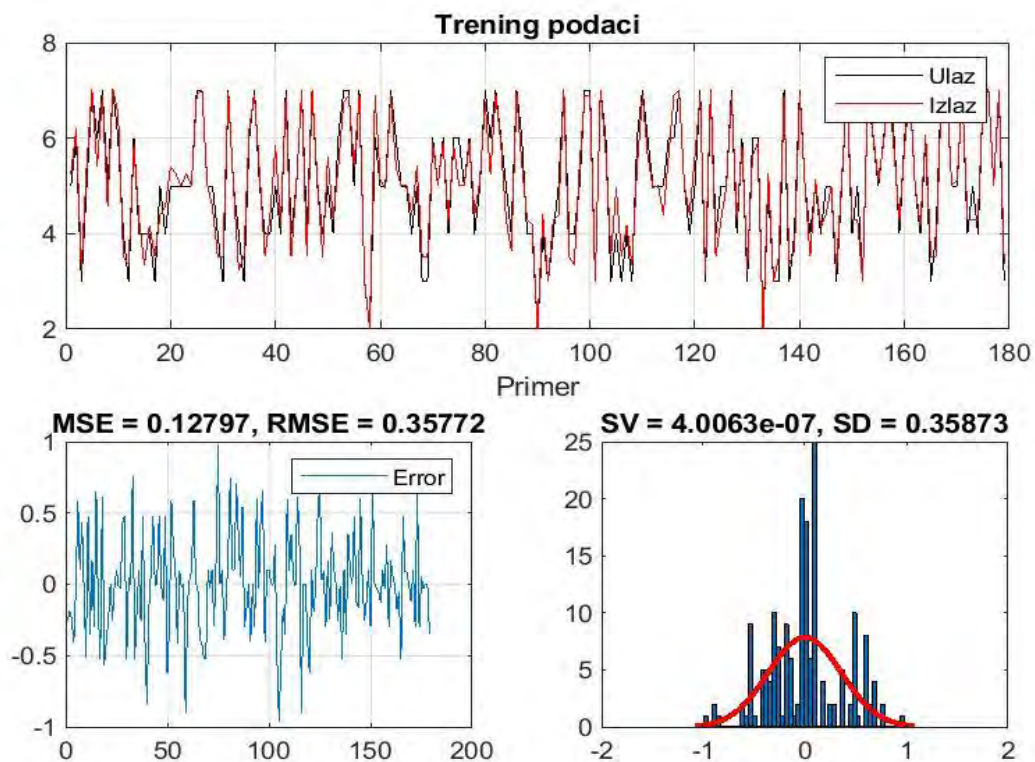 Trening podaci
8
6
4
2
Ulaz
Izlaz
0 20 40 60 80 100 120 140 160 180
Primer
MSE = 0.12797, RMSE = 0.35772
1
0.5
0
-0.5
-1
Error
0 50 100 150 200
SV = 4.0063e-07, SD = 0.35873
25
20
15
10
5
0
-2 -1 0 1 2